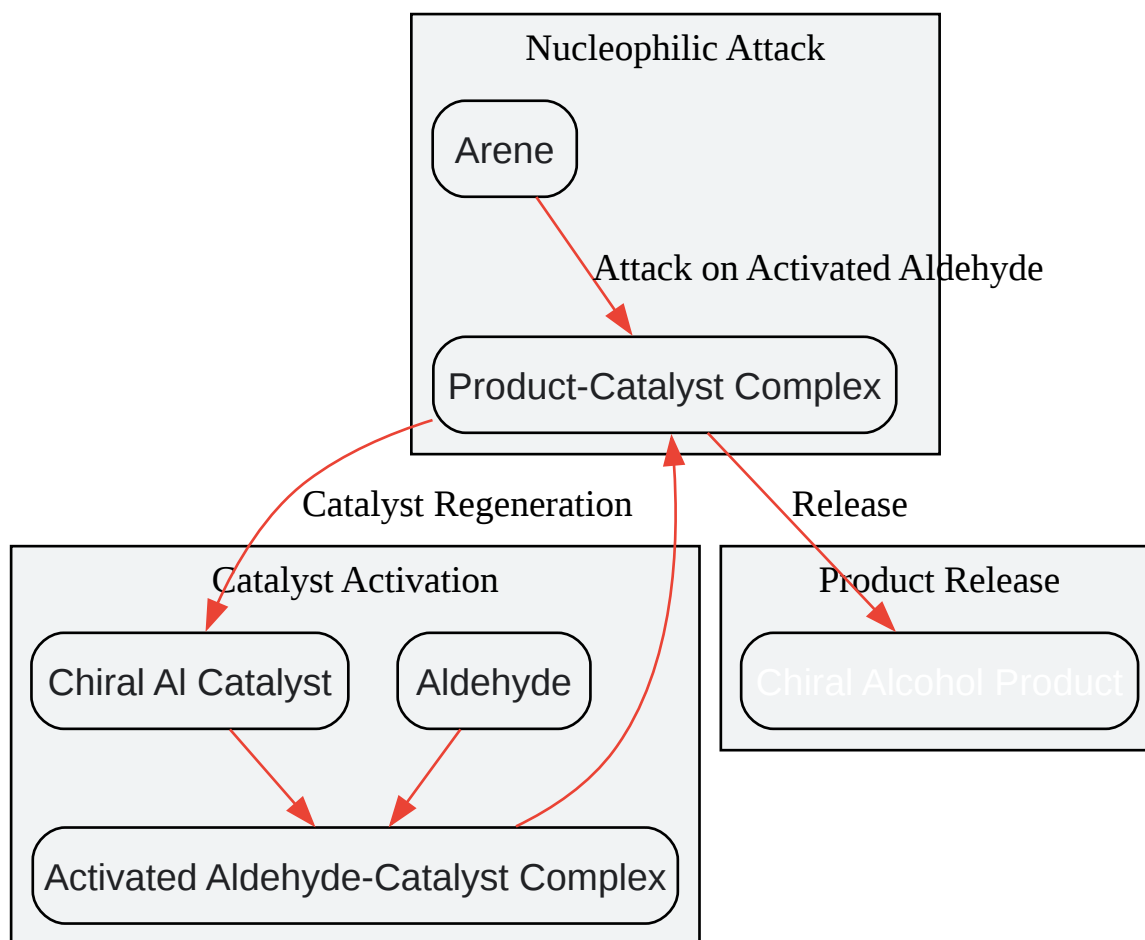 Nucleophilic Attack
Arene
Attack on Activated Aldehyde
Product-Catalyst Complex
Catalyst Regeneration
Release
Catalyst Activation
Product Release
Chiral Al Catalyst
Aldehyde
Chiral Alcohol Product
Activated Aldehyde-Catalyst Complex